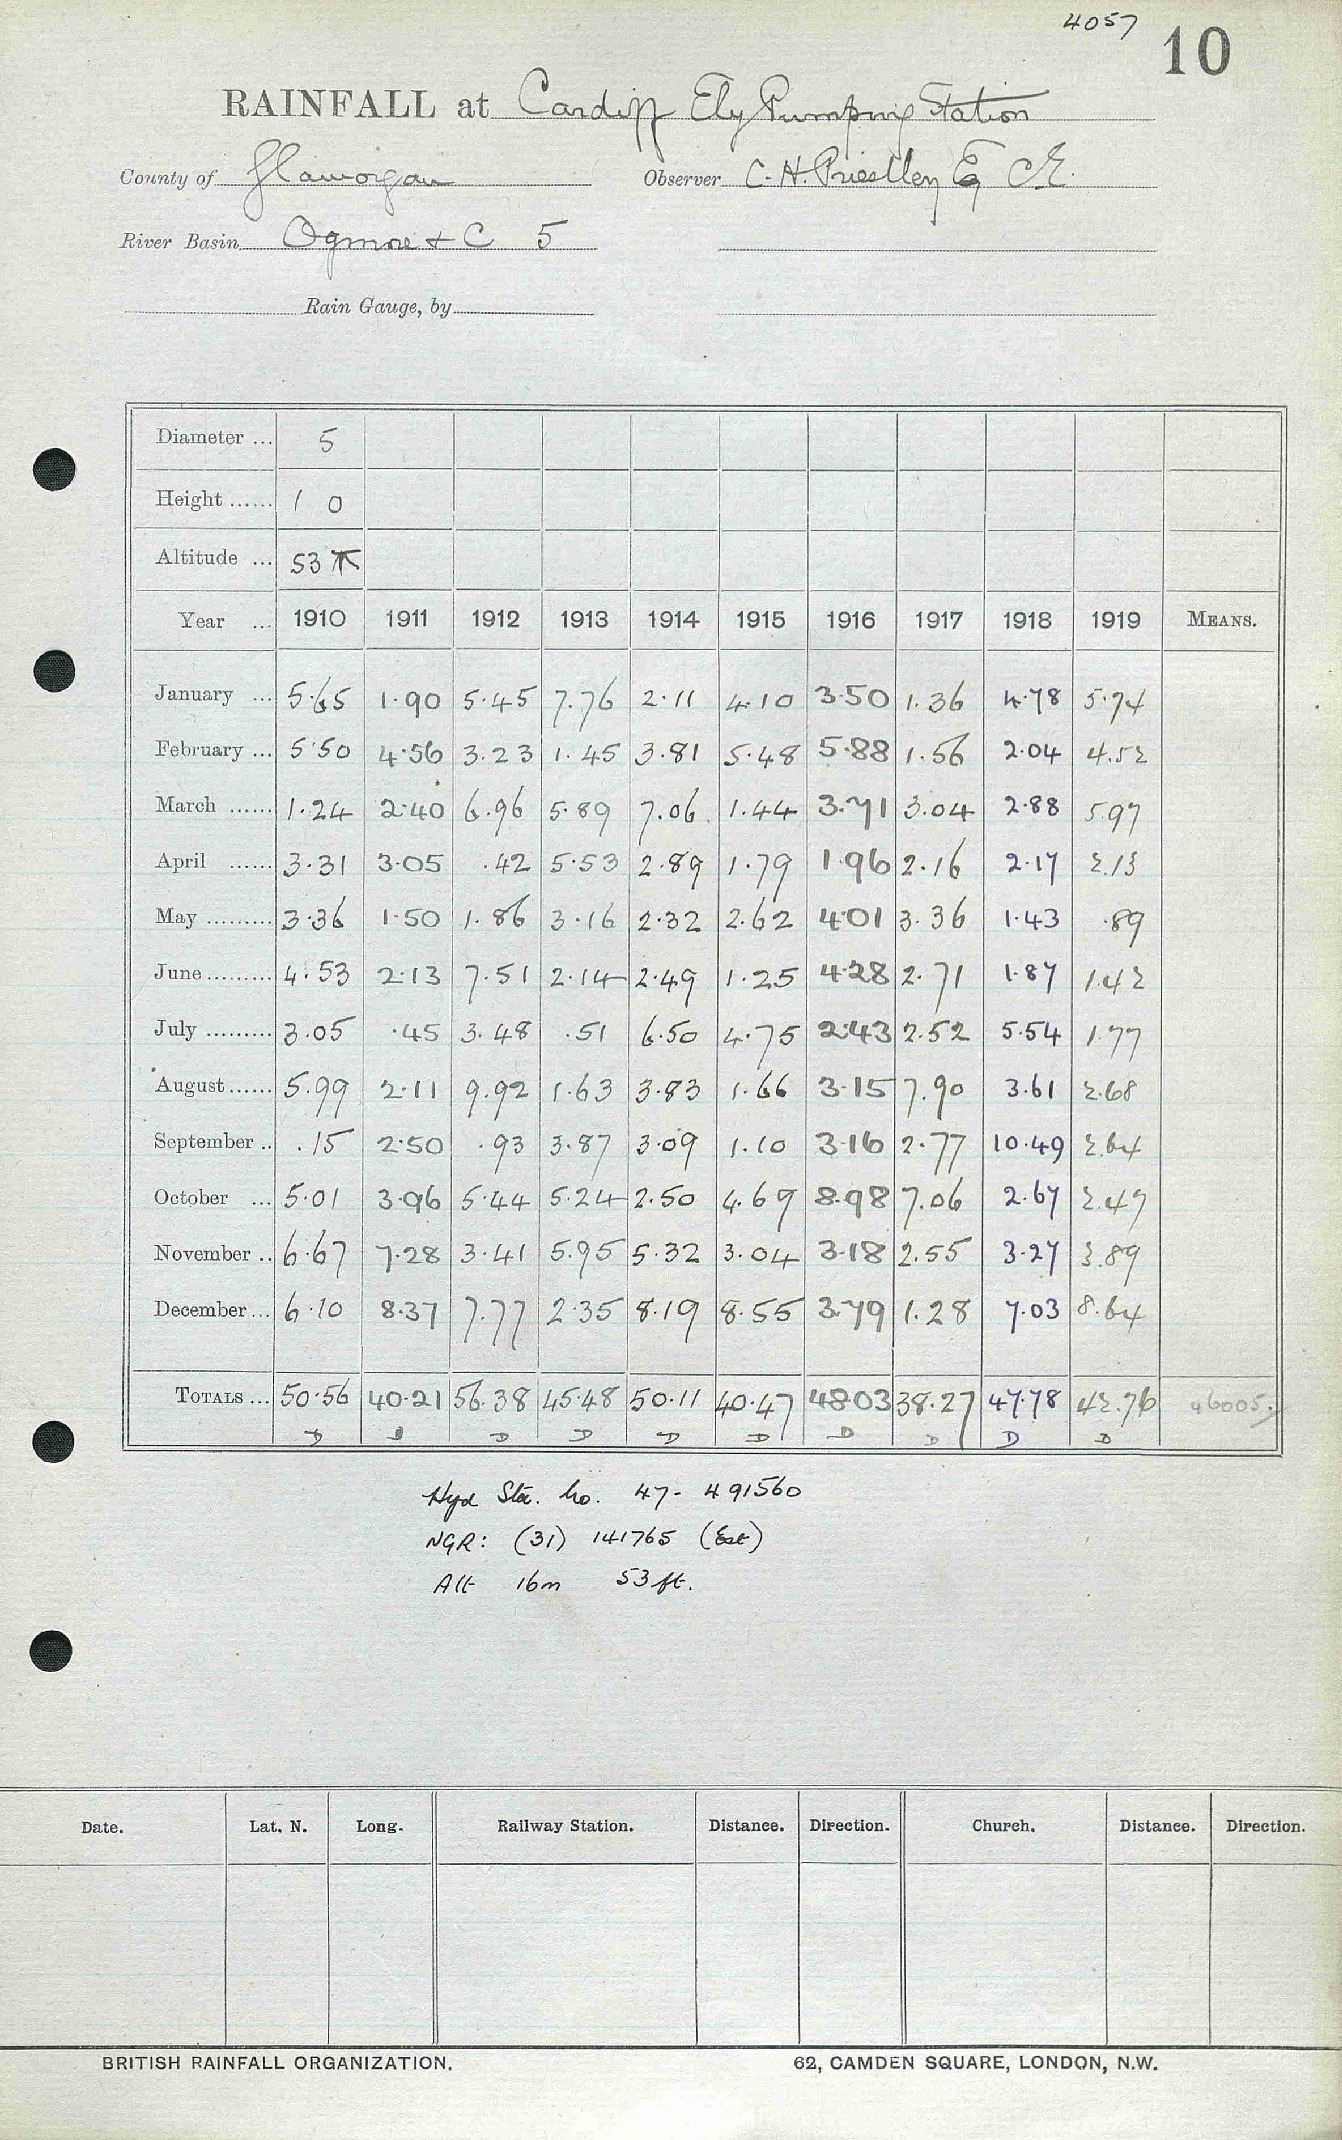 4057
10
RAINFALL at Cardiff Ely Pumping Station
County of Glamorgan Observer C. H. Priestley Esq CE.
River Basin Ogmore & C 5
Rain Gauge, by
Diameter ... 5
Height ...... 1 0
Altitude ... 53
Year ... 1910 1911 1912 1913 1914 1915 1916 1917 1918 1919 MEANS.
January ... 5.65 1.90 5.45 7.76 2.11 4.10 3.50 1.36 4.78 5.74
February ... 5.50 4.56 3.23 1.45 3.81 5.48 5.88 1.56 2.04 4.52
March ...... 1.24 2.40 6.96 5.89 7.06 1.44 3.71 3.04 2.88 5.97
April ...... 3.31 3.05 .42 5.53 2.89 1.79 1.96 2.16 2.17 2.13
May ......... 3.36 1.50 1.86 3.16 2.32 2.62 4.01 3.36 1.43 .89
June ......... 4.53 2.13 7.51 2.14 2.49 1.25 4.28 2.71 1.87 1.42
July ......... 3.05 .45 3.48 .51 6.50 4.75 2.43 2.52 5.54 1.77
August ...... 5.99 2.11 9.92 1.63 3.83 1.66 3.15 7.90 3.61 2.68
September .. .15 2.50 .93 3.87 3.09 1.10 3.16 2.77 10.49 2.64
October ... 5.01 3.96 5.44 5.24 2.50 4.69 8.98 7.06 2.67 2.47
November .. 6.67 7.28 3.41 5.95 5.32 3.04 3.18 2.55 3.27 3.89
December ... 6.10 8.37 7.77 2.35 8.19 8.55 3.79 1.28 7.03 8.64
TOTALS ... 50.56 40.21 56.38 45.48 50.11 40.47 48.03 38.27 47.78 42.76 46005
D D D D D D D D D D
Hyd Sta. No. 47- 491560
NGR: (31) 141765 (Est)
Alt 16m 53 ft.
Date. Lat. N. Long. Railway Station. Distance. Direction. Church. Distance. Direction.
BRITISH RAINFALL ORGANIZATION. 62, CAMDEN SQUARE, LONDON, N.W.